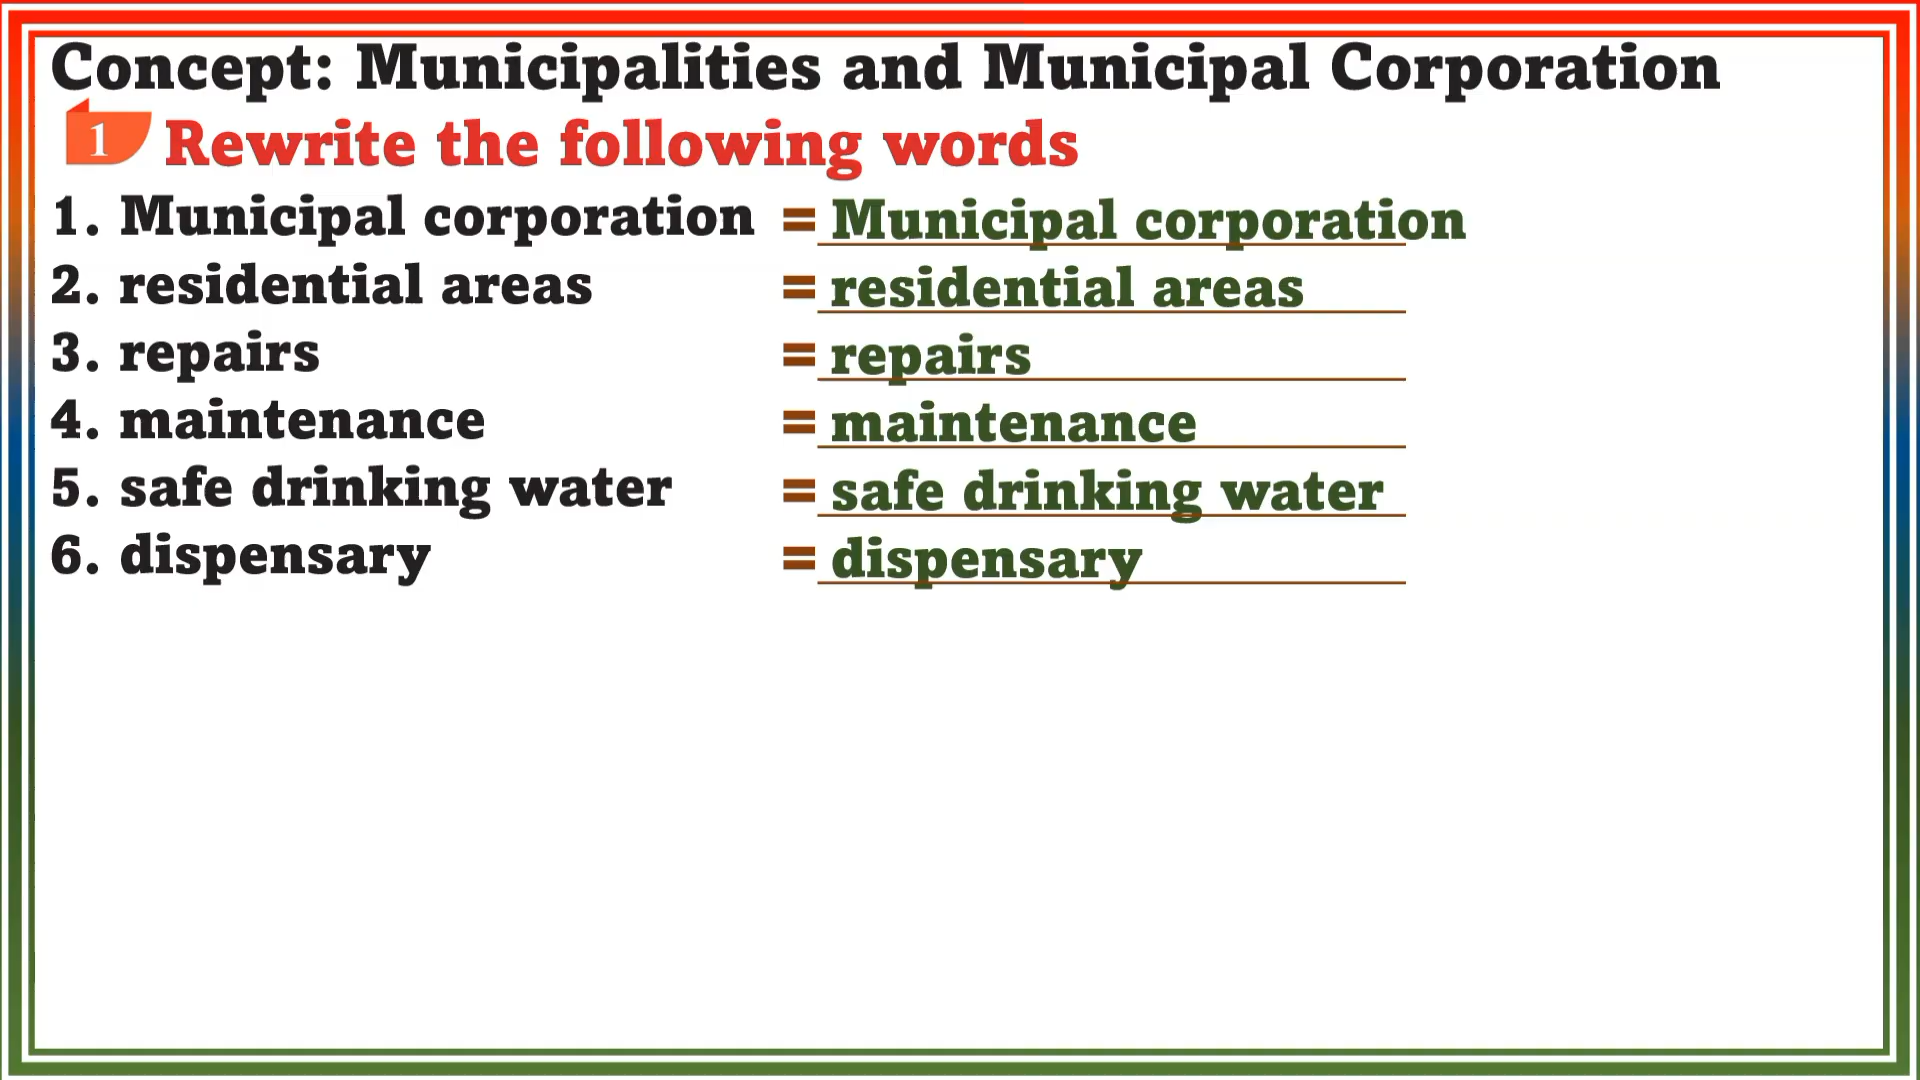 Concept: Municipalities and Municipal Corporation
1 Rewrite the following words
1. Municipal corporation = Municipal corporation
2. residential areas = residential areas
3. repairs = repairs
4. maintenance = maintenance
5. safe drinking water = safe drinking water
6. dispensary = dispensary